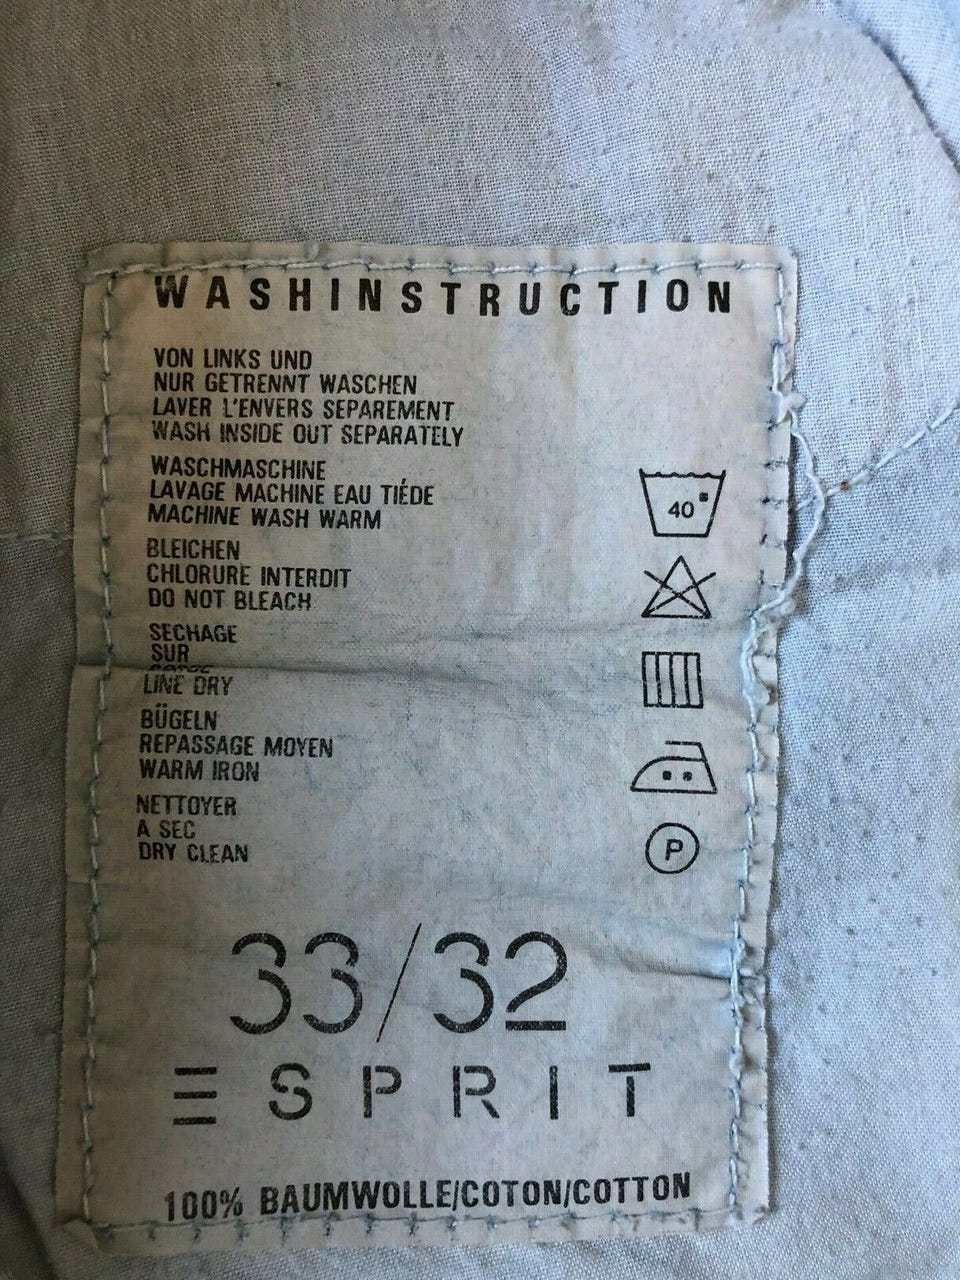 WASHINSTRUCTION
VON LINKS UND
NUR GETRENNT WASCHEN
LAVER L'ENVERS SEPAREMENT
WASH INSIDE OUT SEPARATELY
WASCHMASCHINE
LAVAGE MACHINE EAU TIÉDE
MACHINE WASH WARM
40°
BLEICHEN
CHLORURE INTERDIT
DO NOT BLEACH
SECHAGE
SUR
LINE DRY
BÜGELN
REPASSAGE MOYEN
WARM IRON
NETTOYER
A SEC
DRY CLEAN
P
33/32
ESPRIT
100% BAUMWOLLE/COTON/COTTON